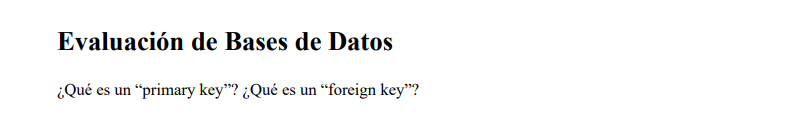 Evaluación de Bases de Datos
¿Qué es un “primary key”? ¿Qué es un “foreign key”?